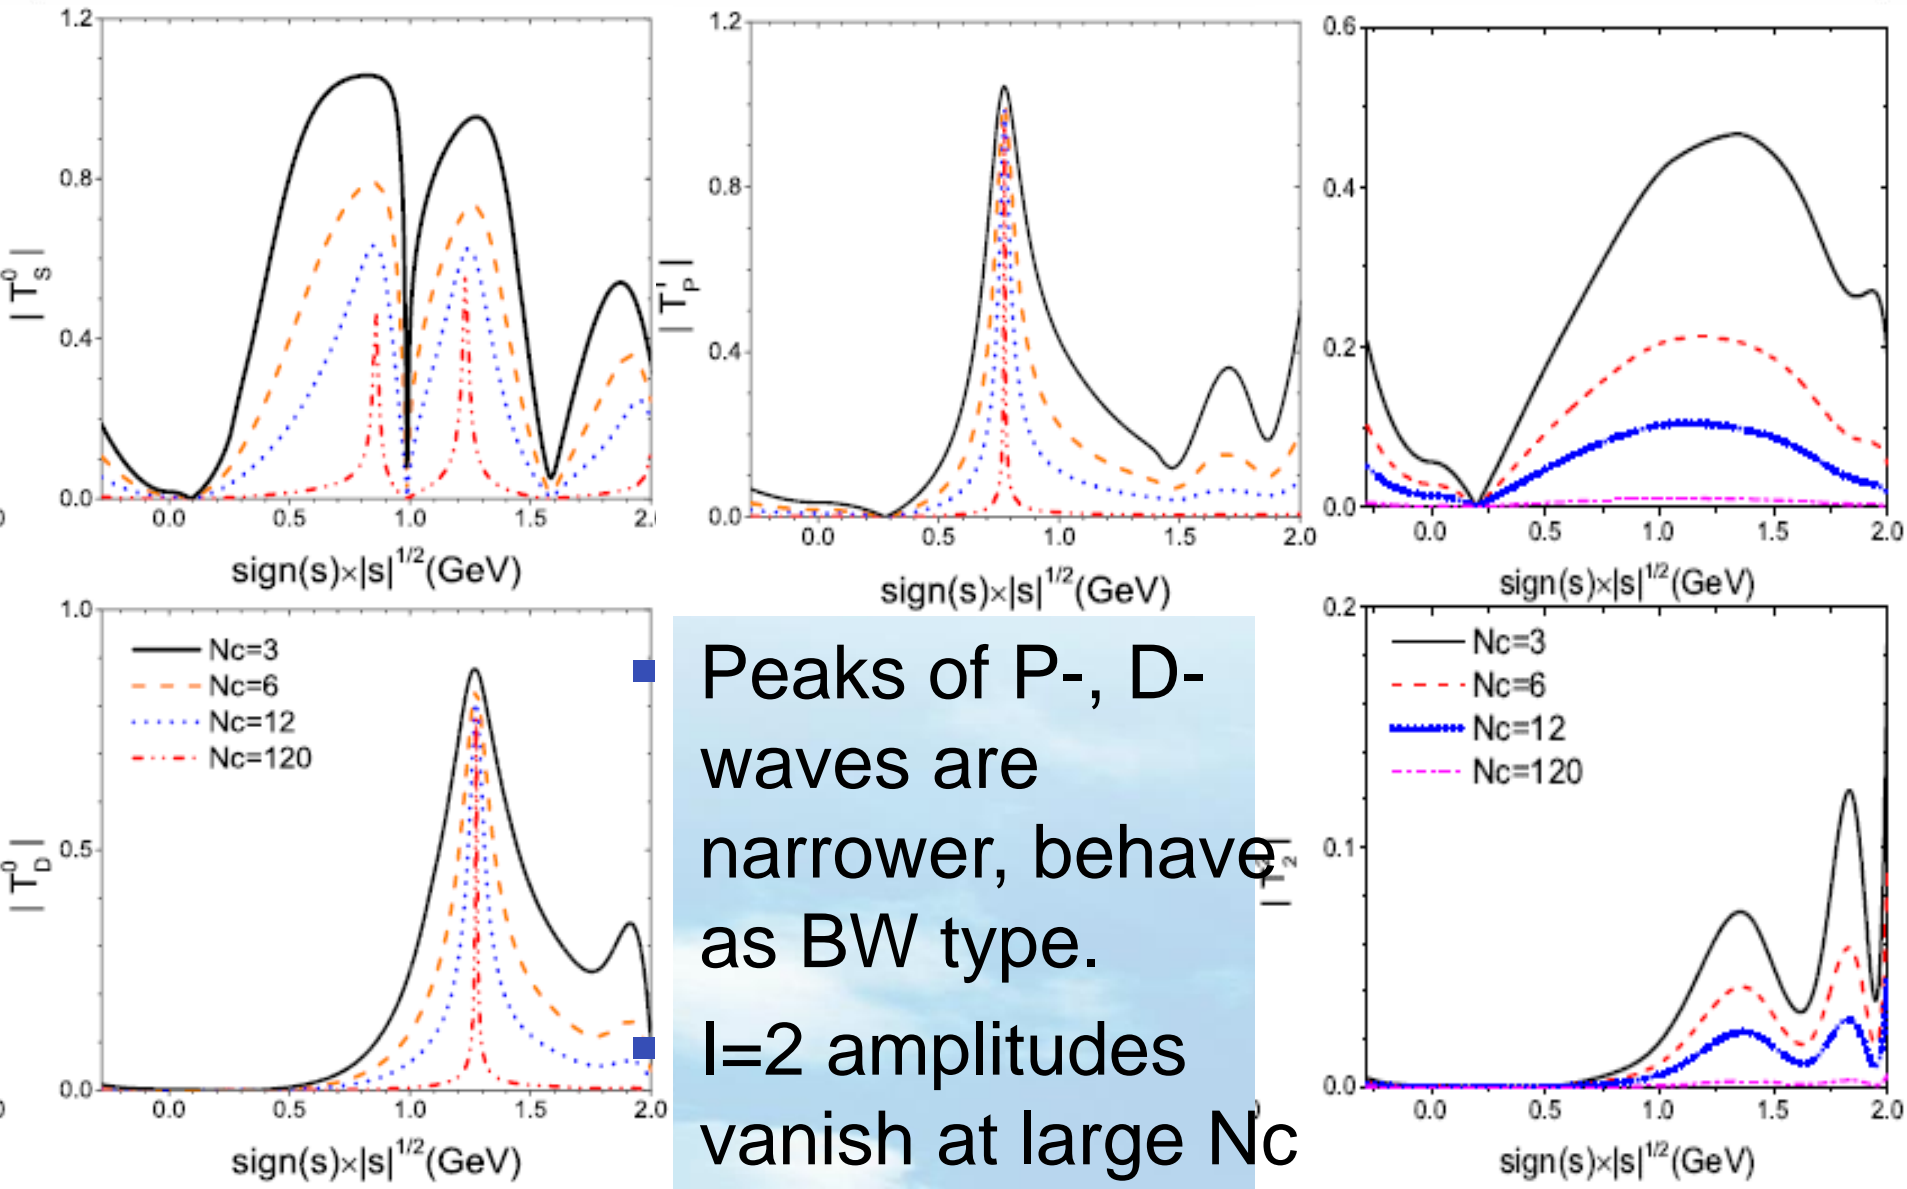 1.2
0.8
0.4
0.0
0.0 0.5 1.0 1.5 2.
| T⁰S |
sign(s)×|s|^1/2(GeV)
1.2
0.8
0.4
0.0
0.0 0.5 1.0 1.5 2.0
sign(s)×|s|^1/2(GeV)
0.6
0.4
0.2
0.0
0.0 0.5 1.0 1.5 2.0
sign(s)×|s|^1/2(GeV)
1.0
0.5
0.0
0.0 0.5 1.0 1.5 2.0
| T⁰D |
sign(s)×|s|^1/2(GeV)
Nc=3
Nc=6
Nc=12
Nc=120
Peaks of P-, D-
waves are
narrower, behave
as BW type.
I=2 amplitudes
vanish at large Nc
0.2
0.1
0.0
0.0 0.5 1.0 1.5 2.0
sign(s)×|s|^1/2(GeV)
Nc=3
Nc=6
Nc=12
Nc=120